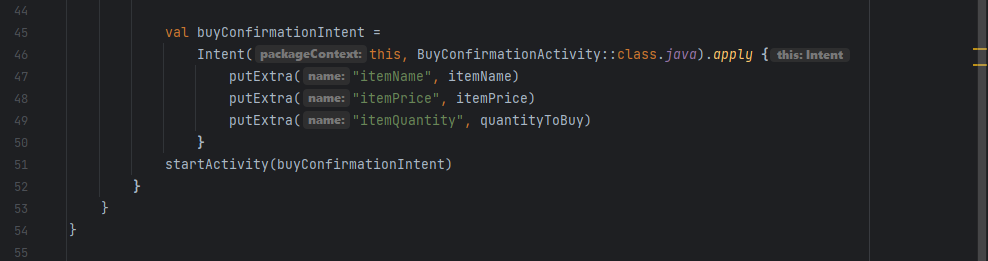 44
45 val buyConfirmationIntent =
46 Intent( packageContext: this, BuyConfirmationActivity::class.java).apply { this: Intent
47 putExtra( name: "itemName", itemName)
48 putExtra( name: "itemPrice", itemPrice)
49 putExtra( name: "itemQuantity", quantityToBuy)
50 }
51 startActivity(buyConfirmationIntent)
52 }
53 }
54 }
55